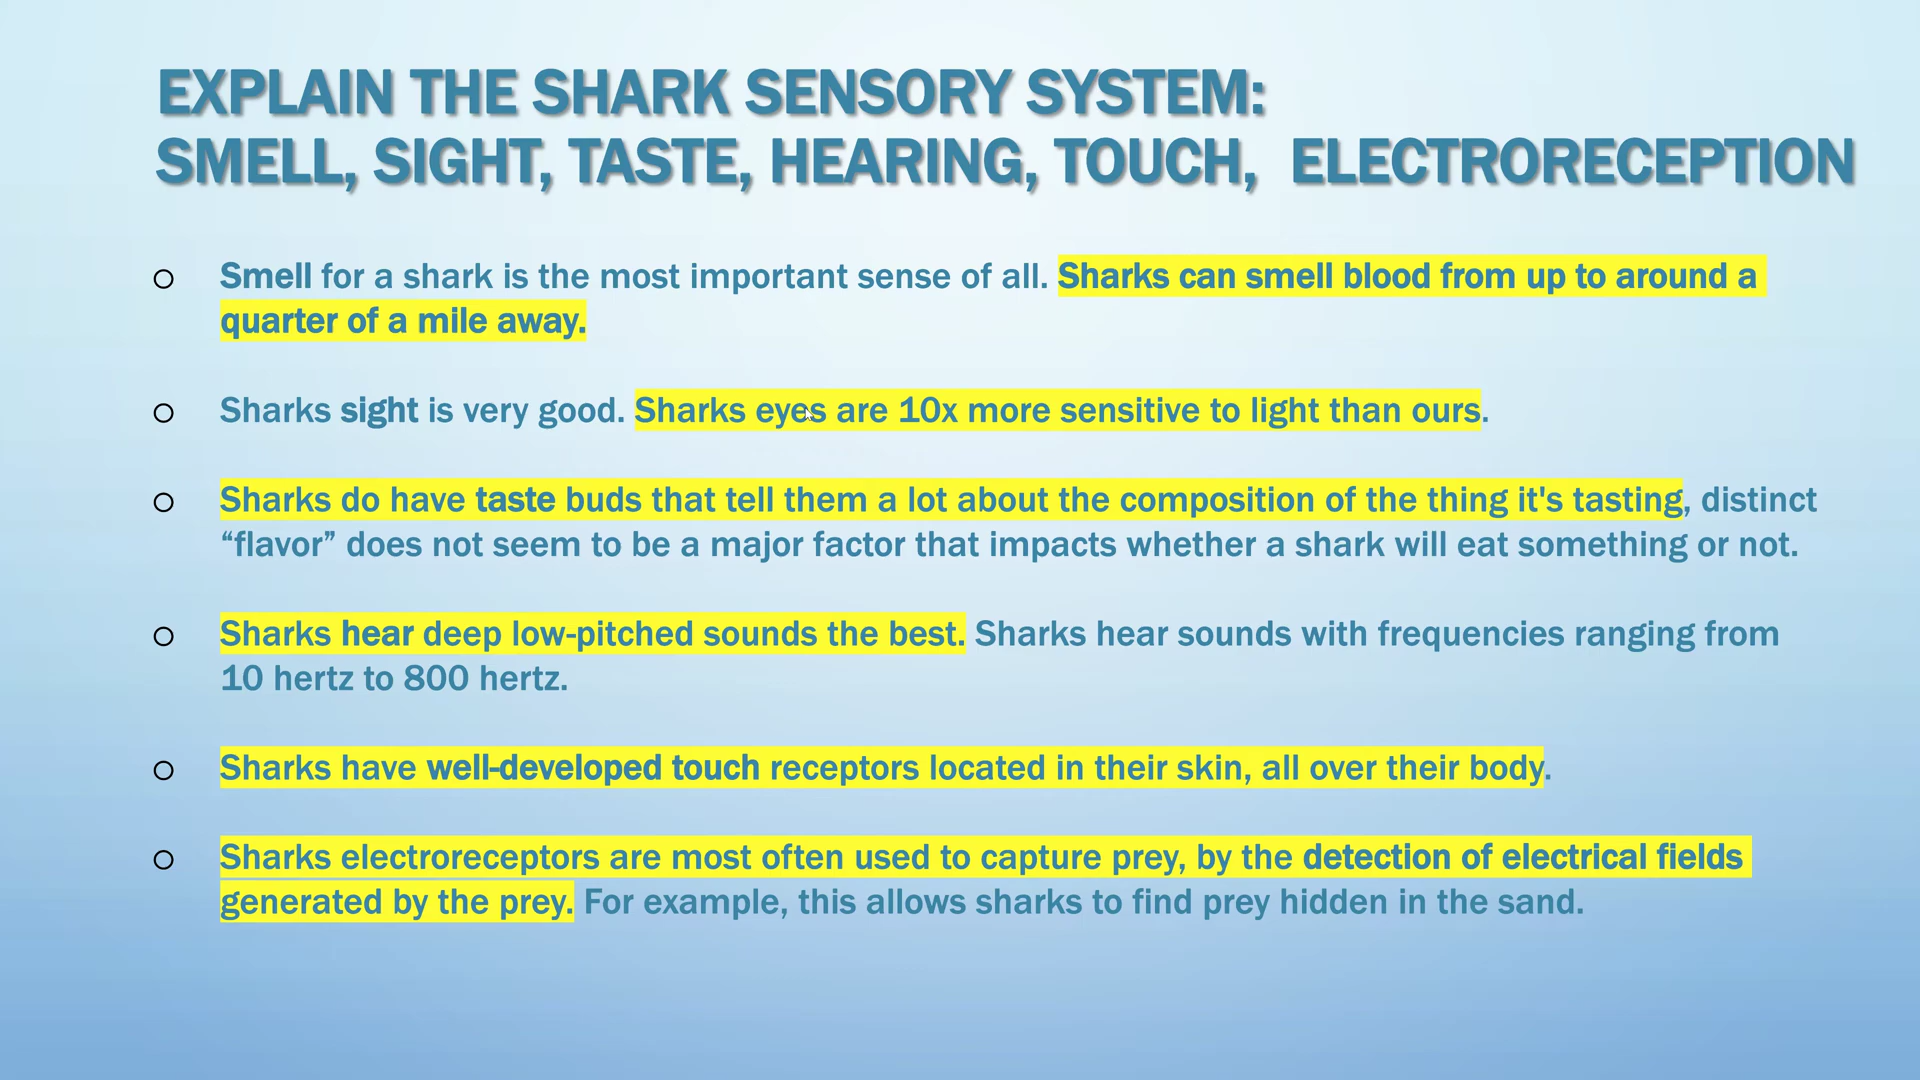 EXPLAIN THE SHARK SENSORY SYSTEM:
SMELL, SIGHT, TASTE, HEARING, TOUCH, ELECTRORECEPTION
Smell for a shark is the most important sense of all. Sharks can smell blood from up to around a
quarter of a mile away.
Sharks sight is very good. Sharks eyes are 10x more sensitive to light than ours.
Sharks do have taste buds that tell them a lot about the composition of the thing it's tasting, distinct
“flavor” does not seem to be a major factor that impacts whether a shark will eat something or not.
Sharks hear deep low-pitched sounds the best. Sharks hear sounds with frequencies ranging from
10 hertz to 800 hertz.
Sharks have well-developed touch receptors located in their skin, all over their body.
Sharks electroreceptors are most often used to capture prey, by the detection of electrical fields
generated by the prey. For example, this allows sharks to find prey hidden in the sand.